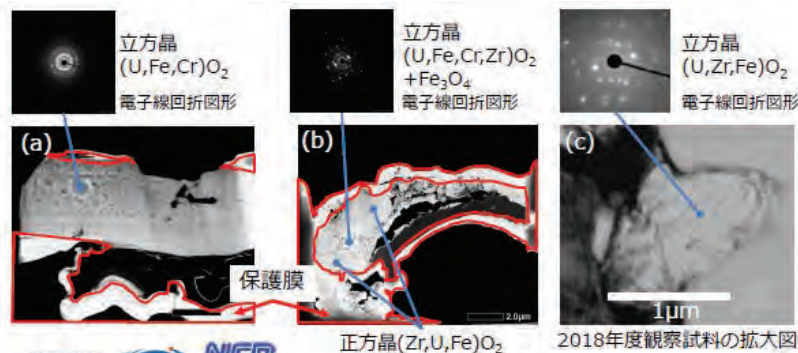 立方晶
(U,Fe,Cr)O₂
電子線回折図形
立方晶
(U,Fe,Cr,Zr)O₂
+Fe₃O₄
電子線回折図形
立方晶
(U,Zr,Fe)O₂
電子線回折図形
(a)
(b)
(c)
保護膜
2.0μm
1μm
正方晶(Zr,U,Fe)O₂
2018年度観察試料の拡大図